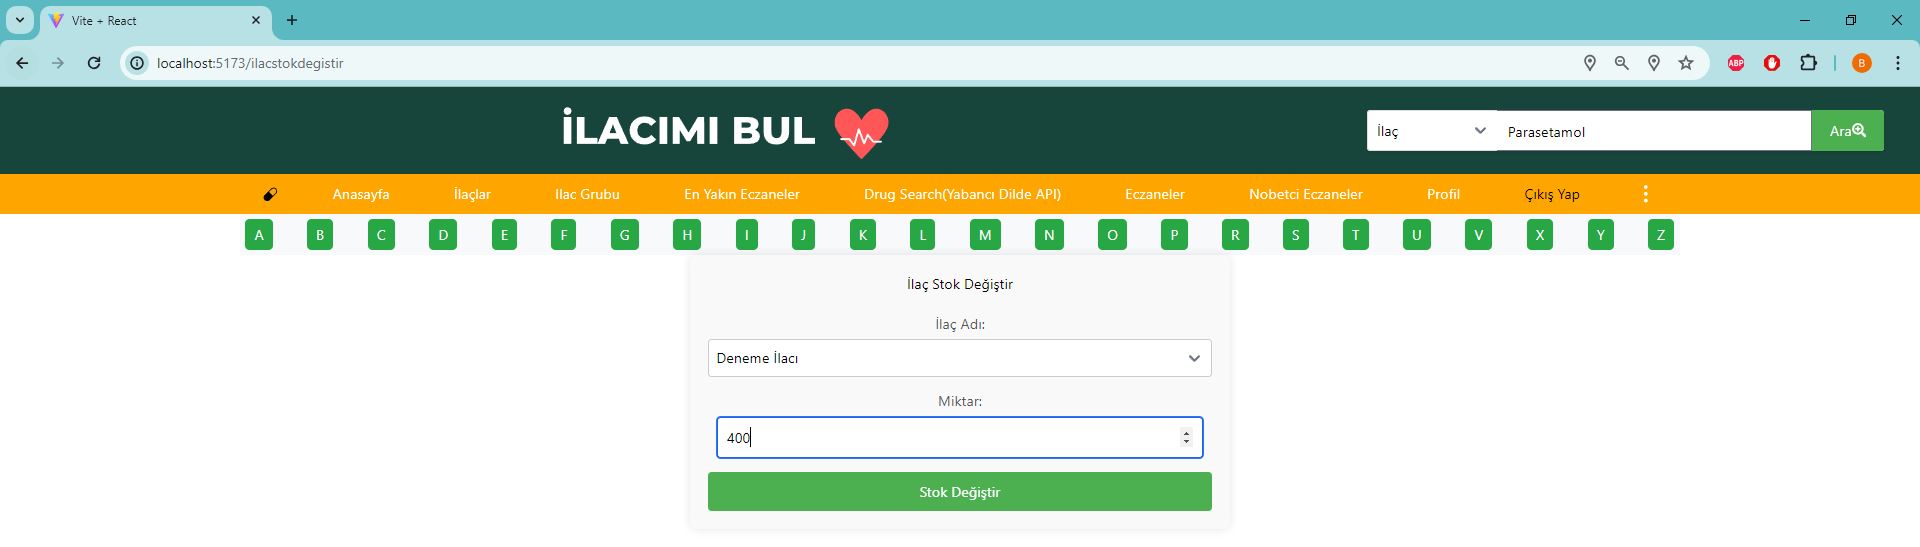 Vite + React
localhost:5173/ilacstokdegistir
ABP
B
İLACIMI BUL
İlaç
Parasetamol
Ara
Anasayfa
İlaçlar
Ilac Grubu
En Yakın Eczaneler
Drug Search(Yabancı Dilde API)
Eczaneler
Nobetci Eczaneler
Profil
Çıkış Yap
A B C D E F G H I J K L M N O P R S T U V X Y Z
İlaç Stok Değiştir
İlaç Adı:
Deneme İlacı
Miktar:
400
Stok Değiştir